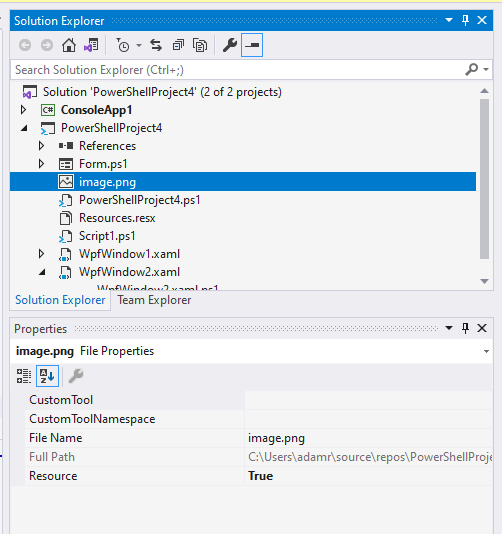 Solution Explorer
Search Solution Explorer (Ctrl+;)
Solution 'PowerShellProject4' (2 of 2 projects)
C# ConsoleApp1
PowerShellProject4
References
Form.ps1
image.png
PowerShellProject4.ps1
Resources.resx
Script1.ps1
WpfWindow1.xaml
WpfWindow2.xaml
WpfWindow2.xaml.ps1
Solution Explorer Team Explorer
Properties
image.png File Properties
CustomTool
CustomToolNamespace
File Name image.png
Full Path C:\Users\adamr\source\repos\PowerShellProje
Resource True